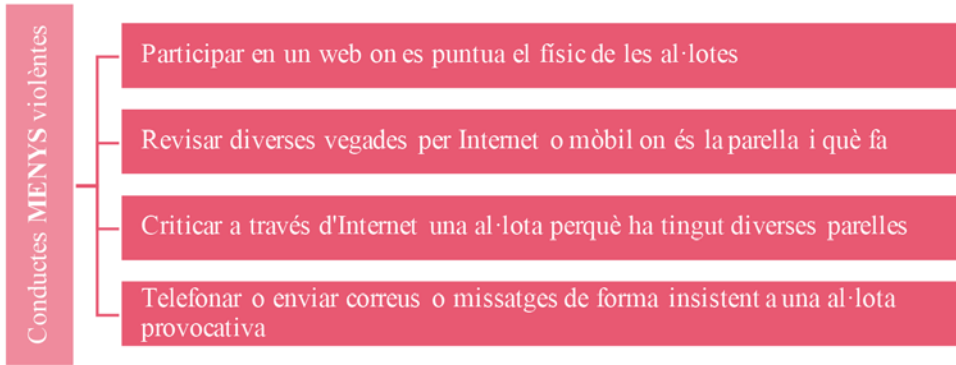 Conductes MENYS violèntes
Participar en un web on es puntua el físic de les al·lotes
Revisar diverses vegades per Internet o mòbil on és la parella i què fa
Criticar a través d'Internet una al·lota perquè ha tingut diverses parelles
Telefonar o enviar correus o missatges de forma insistent a una al·lota
provocativa